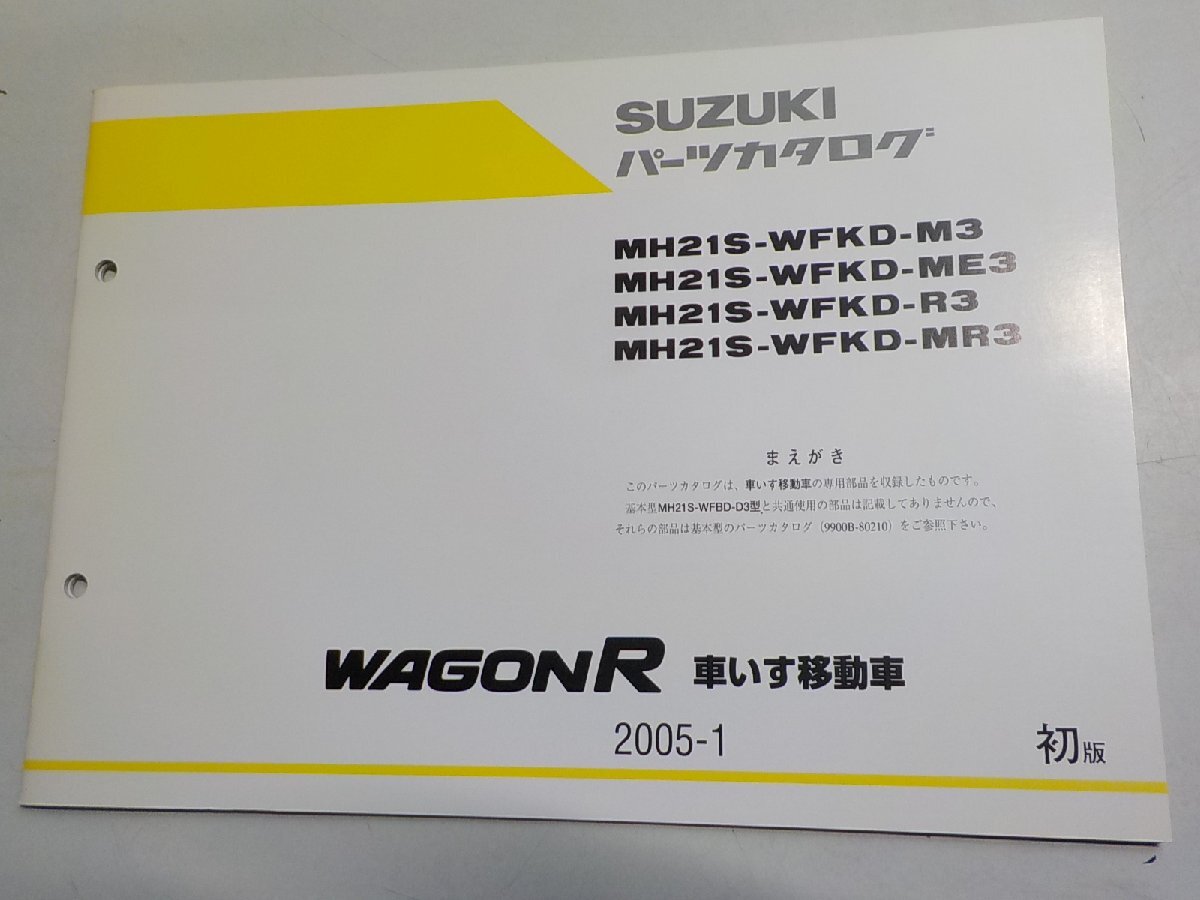 SUZUKI
パーツカタログ
MH21S-WFKD-M3
MH21S-WFKD-ME3
MH21S-WFKD-R3
MH21S-WFKD-MR3
まえがき
このパーツカタログは、車いす移動車の専用部品を収録したものです。
基本型MH21S-WFBD-D3型と共通使用の部品は記載してありませんので、
それらの部品は基本型のパーツカタログ（9900B-80210）をご参照下さい。
WAGON R 車いす移動車
2005-1
初版